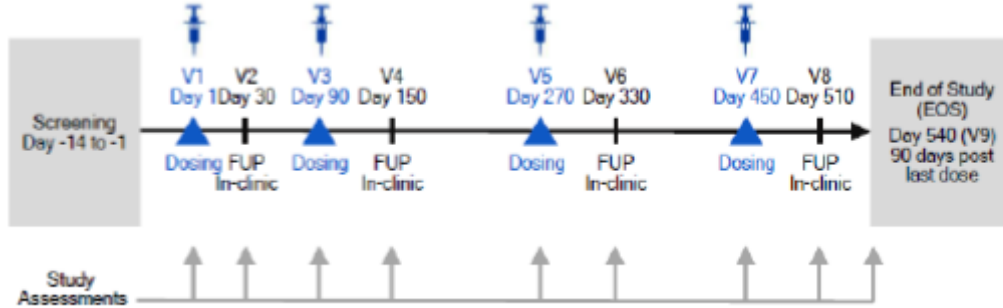 V1 V2 V3 V4 V5 V6 V7 V8
Day 1 Day 30 Day 90 Day 150 Day 270 Day 330 Day 450 Day 510
Screening
Day -14 to -1
Dosing FUP Dosing FUP Dosing FUP Dosing FUP
In-clinic In-clinic In-clinic In-clinic
End of Study
(EOS)
Day 540 (V9)
90 days post
last dose
Study
Assessments